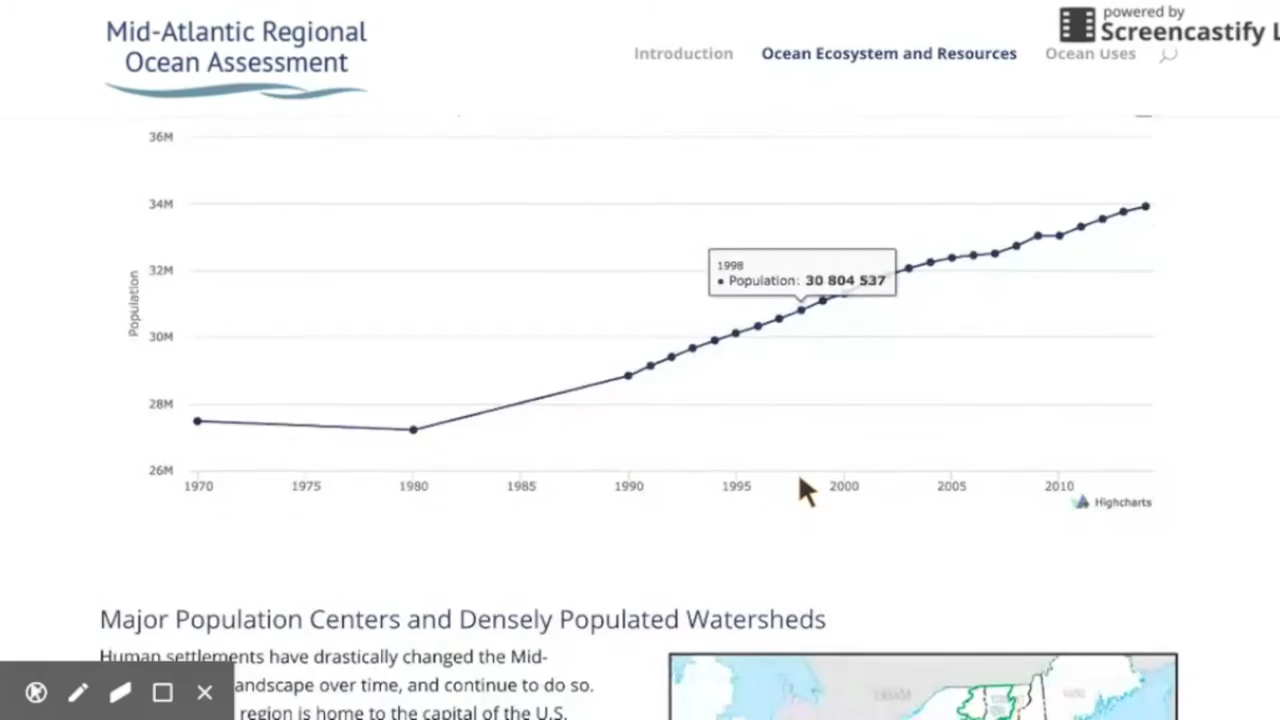 Mid-Atlantic Regional
Ocean Assessment
powered by
Screencastify L
Introduction
Ocean Ecosystem and Resources
Ocean Uses
36M
34M
32M
30M
28M
26M
Population
1998
● Population: 30 804 537
1970
1975
1980
1985
1990
1995
2000
2005
2010
Highcharts
Major Population Centers and Densely Populated Watersheds
Human settlements have drastically changed the Mid-
andscape over time, and continue to do so.
region is home to the capital of the U.S.